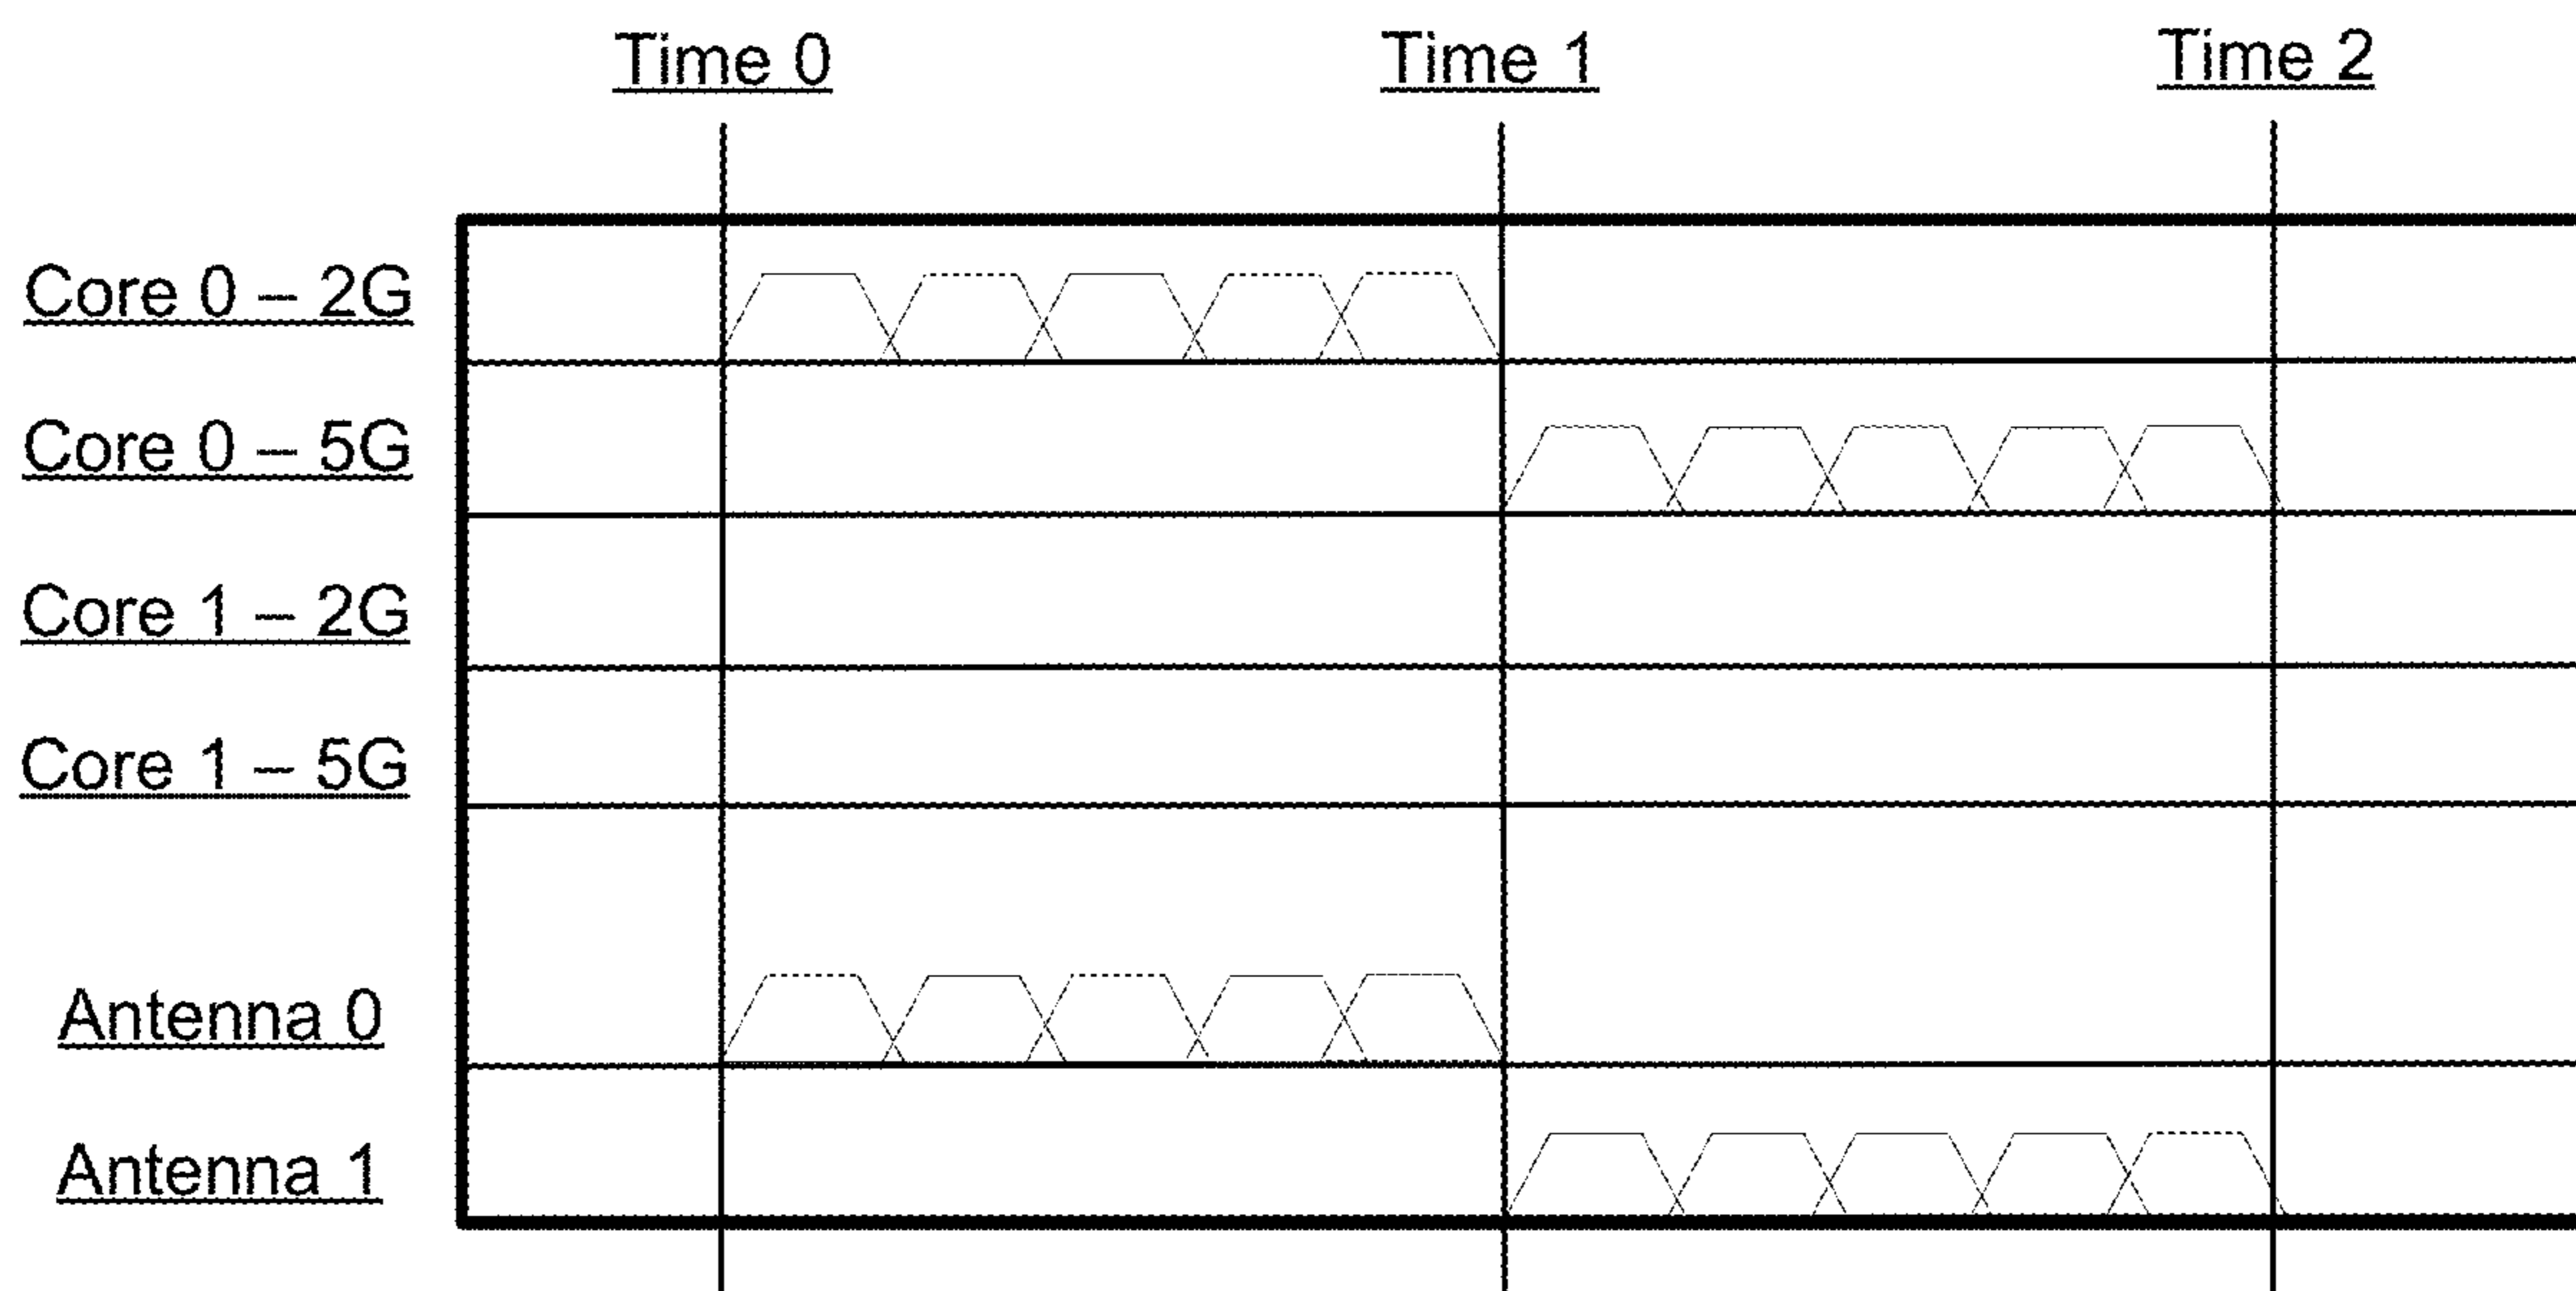 Time 0
Time 1
Time 2
Core 0 – 2G
Core 0 – 5G
Core 1 – 2G
Core 1 – 5G
Antenna 0
Antenna 1